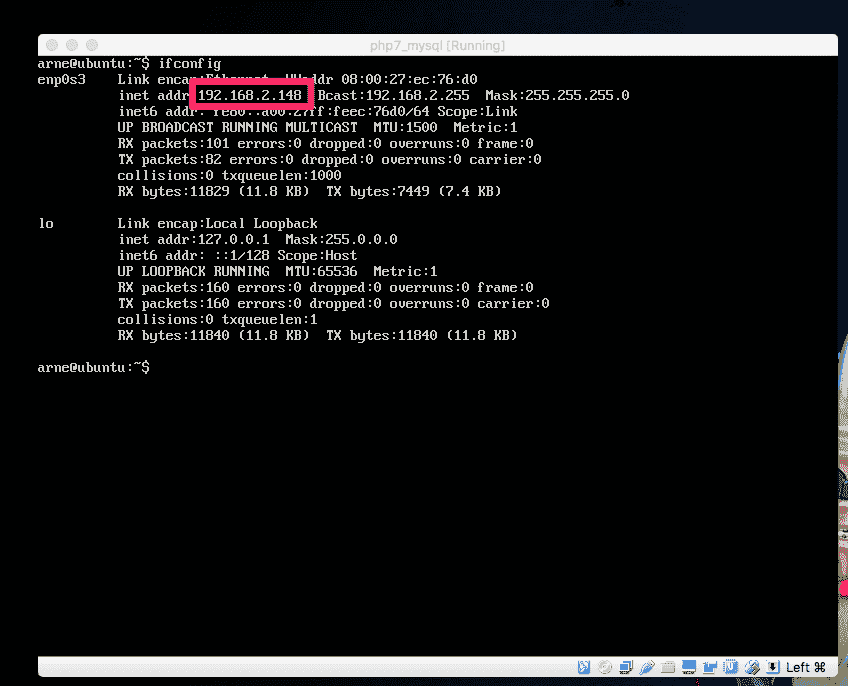 php7_mysql [Running]
arne@ubuntu:~$ ifconfig
enp0s3 Link encap:Ethernet HWaddr 08:00:27:ec:76:d0
inet addr 192.168.2.148 Bcast:192.168.2.255 Mask:255.255.255.0
inet6 addr: fe80::a00:27ff:feec:76d0/64 Scope:Link
UP BROADCAST RUNNING MULTICAST MTU:1500 Metric:1
RX packets:101 errors:0 dropped:0 overruns:0 frame:0
TX packets:82 errors:0 dropped:0 overruns:0 carrier:0
collisions:0 txqueuelen:1000
RX bytes:11829 (11.8 KB) TX bytes:7449 (7.4 KB)
lo Link encap:Local Loopback
inet addr:127.0.0.1 Mask:255.0.0.0
inet6 addr: ::1/128 Scope:Host
UP LOOPBACK RUNNING MTU:65536 Metric:1
RX packets:160 errors:0 dropped:0 overruns:0 frame:0
TX packets:160 errors:0 dropped:0 overruns:0 carrier:0
collisions:0 txqueuelen:1
RX bytes:11840 (11.8 KB) TX bytes:11840 (11.8 KB)
arne@ubuntu:~$
Left ⌘